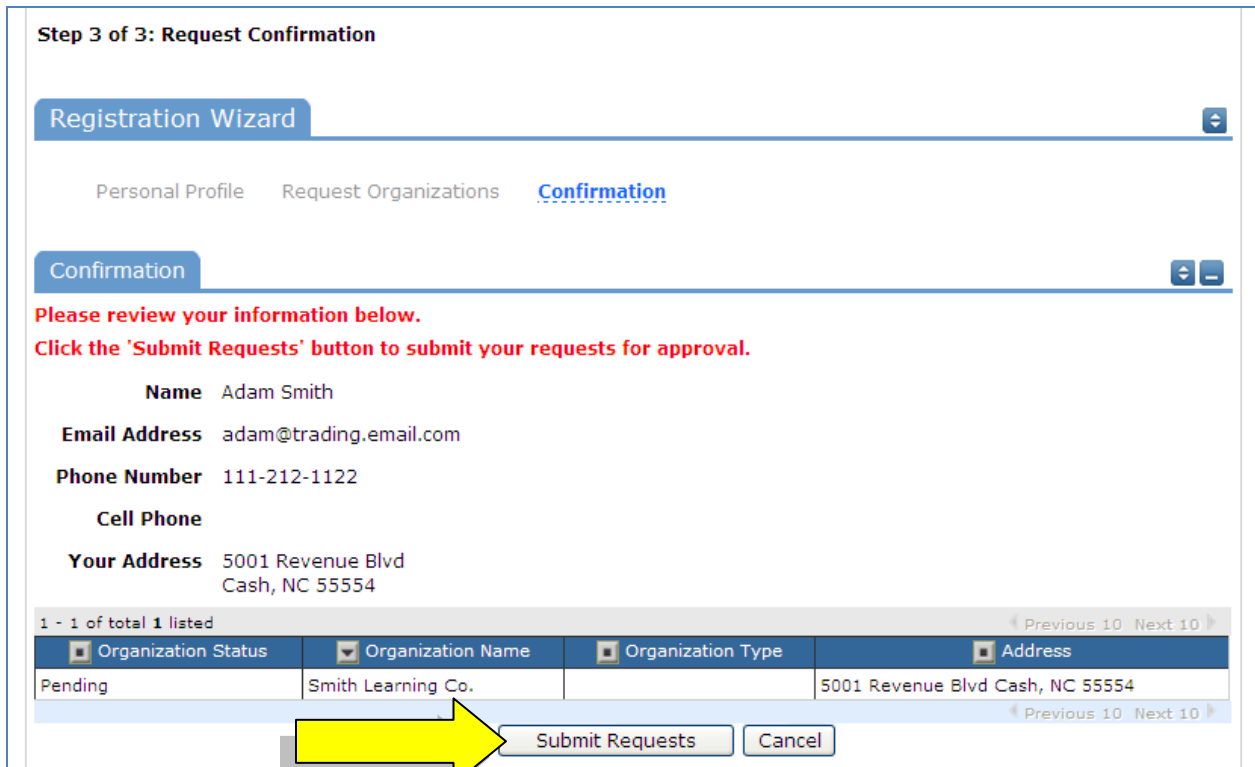 Step 3 of 3: Request Confirmation
Registration Wizard
Personal Profile Request Organizations Confirmation
Confirmation
Please review your information below.
Click the 'Submit Requests' button to submit your requests for approval.
Name Adam Smith
Email Address adam@trading.email.com
Phone Number 111-212-1122
Cell Phone
Your Address 5001 Revenue Blvd
Cash, NC 55554
1 - 1 of total 1 listed Previous 10 Next 10
Organization Status Organization Name Organization Type Address
Pending Smith Learning Co. 5001 Revenue Blvd Cash, NC 55554
Previous 10 Next 10
Submit Requests Cancel